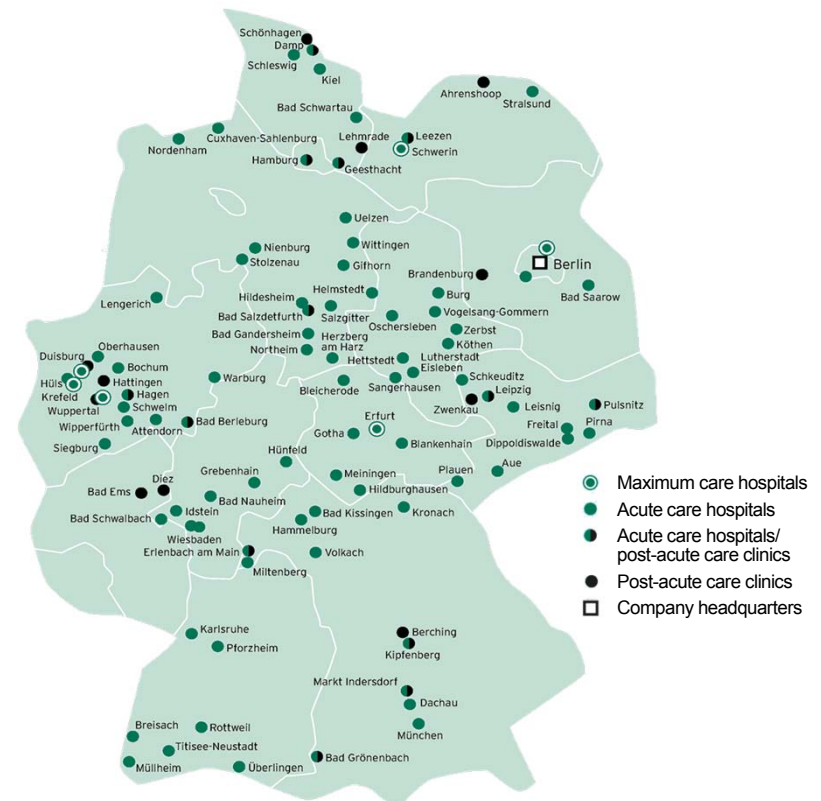 Schönhagen
Damp
Schleswig
Kiel
Ahrenshoop
Stralsund
Bad Schwartau
Cuxhaven-Sahlenburg
Nordenham
Lehmrade
Leezen
Schwerin
Hamburg
Geesthacht
Uelzen
Wittingen
Nienburg
Stolzenau
Gifhorn
Berlin
Brandenburg
Bad Saarow
Lengerich
Helmstedt
Hildesheim
Burg
Bad Salzdetfurth
Salzgitter
Vogelsang-Gommern
Oschersleben
Zerbst
Bad Gandersheim
Herzberg
am Harz
Köthen
Northeim
Oberhausen
Duisburg
Bochum
Hettstedt
Lutherstadt
Eisleben
Hüls
Hattingen
Warburg
Bleicherode
Sangerhausen
Schkeuditz
Krefeld
Hagen
Leipzig
Wuppertal
Schwelm
Zwenkau
Leisnig
Pulsnitz
Wipperfürth
Attendorn
Bad Berleburg
Erfurt
Freital
Pirna
Gotha
Blankenhain
Dippoldiswalde
Siegburg
Hünfeld
Aue
Grebenhain
Meiningen
Plauen
Diez
Bad Ems
Bad Nauheim
Hildburghausen
Idstein
Bad Kissingen
Kronach
Bad Schwalbach
Wiesbaden
Hammelburg
Erlenbach am Main
Volkach
Miltenberg
Karlsruhe
Pforzheim
Berching
Kipfenberg
Markt Indersdorf
Dachau
München
Breisach
Rottweil
Titisee-Neustadt
Müllheim
Überlingen
Bad Grönenbach
Maximum care hospitals
Acute care hospitals
Acute care hospitals/
post-acute care clinics
Post-acute care clinics
Company headquarters